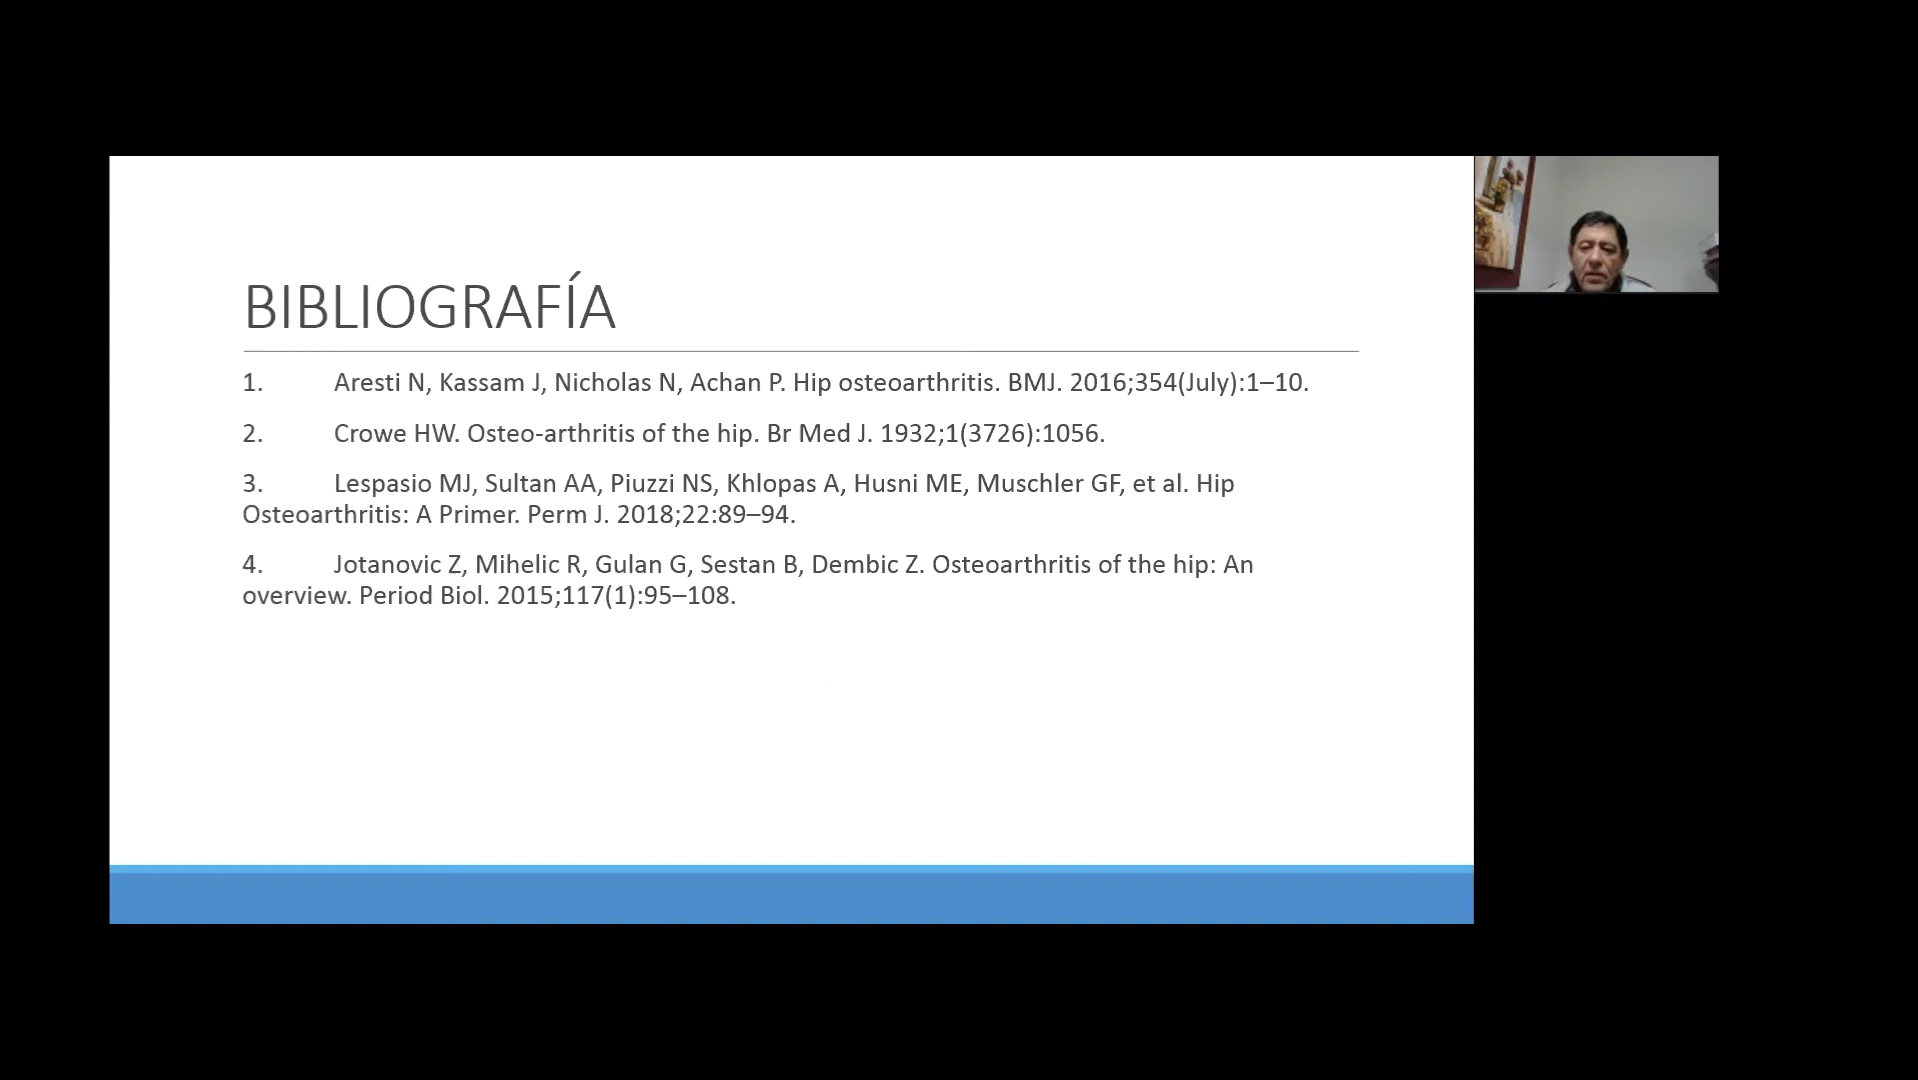 BIBLIOGRAFÍA
1. Aresti N, Kassam J, Nicholas N, Achan P. Hip osteoarthritis. BMJ. 2016;354(July):1–10.
2. Crowe HW. Osteo-arthritis of the hip. Br Med J. 1932;1(3726):1056.
3. Lespasio MJ, Sultan AA, Piuzzi NS, Khlopas A, Husni ME, Muschler GF, et al. Hip
Osteoarthritis: A Primer. Perm J. 2018;22:89–94.
4. Jotanovic Z, Mihelic R, Gulan G, Sestan B, Dembic Z. Osteoarthritis of the hip: An
overview. Period Biol. 2015;117(1):95–108.